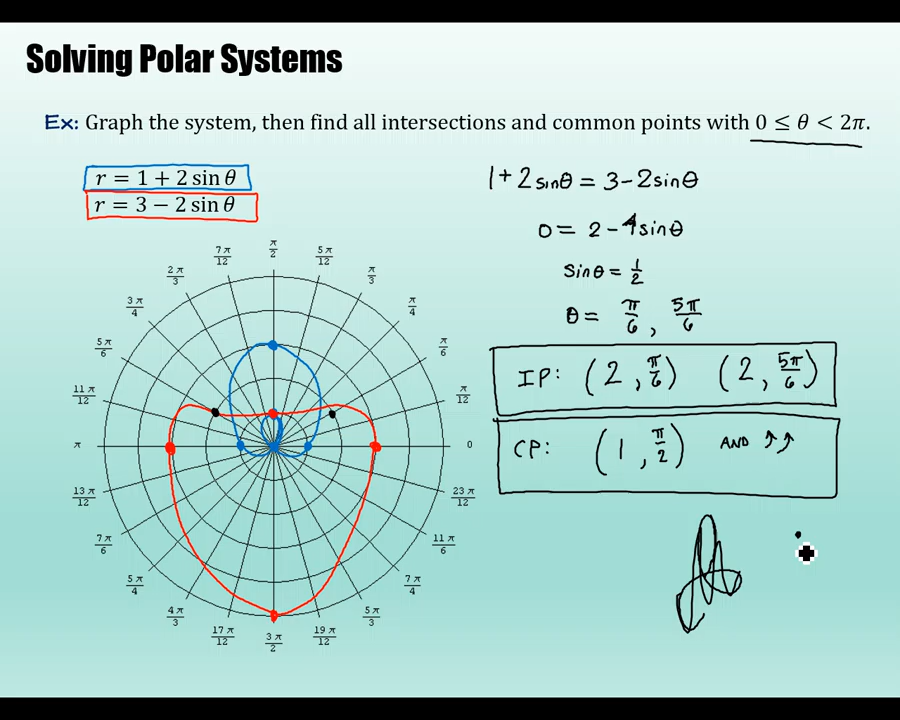 Solving Polar Systems
Ex: Graph the system, then find all intersections and common points with 0 ≤ θ < 2π.
r = 1 + 2 sin θ
r = 3 − 2 sin θ
1 + 2 sinθ = 3 − 2 sinθ
0 = 2 − 4 sinθ
sinθ = 1/2
θ = π/6 , 5π/6
IP: (2, π/6) (2, 5π/6)
CP: (1, π/2) AND ↑↑
π/2
7π/12 5π/12
2π/3 π/3
3π/4 π/4
5π/6 π/6
11π/12 π/12
π 0
13π/12 23π/12
7π/6 11π/6
5π/4 7π/4
4π/3 5π/3
17π/12 19π/12
3π/2